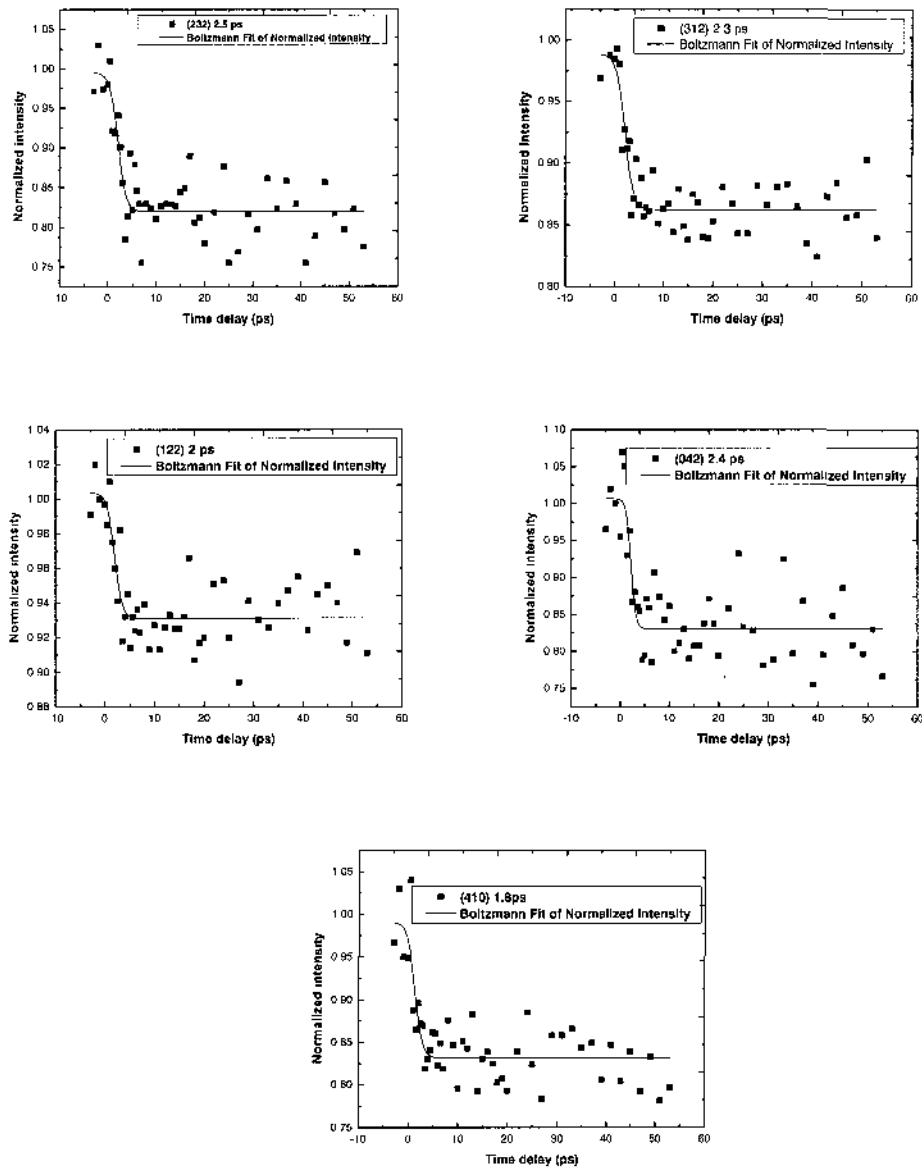 (232) 2.5 ps
Boltzmann Fit of Normalized Intensity
1.05
1.00
0.95
0.90
0.85
0.80
0.75
Normalized intensity
10 0 10 20 30 40 50 60
Time delay (ps)
(312) 2 3 ps
Boltzmann Fit of Normalized Intensity
1.00
0.95
0.90
0.85
0.80
Normalized intensity
-10 0 10 20 30 40 50 60
Time delay (ps)
(122) 2 ps
Boltzmann Fit of Normalized Intensity
1.04
1.02
1.00
0.98
0.96
0.94
0.92
0.90
0.88
Normalized intensity
-10 0 10 20 30 40 50 60
Time delay (ps)
(042) 2.4 ps
Boltzmann Fit of Normalized Intensity
1.10
1.05
1.00
0.95
0.90
0.85
0.80
0.75
Normalized intensity
-10 0 10 20 30 40 50 60
Time delay (ps)
(410) 1.8ps
Boltzmann Fit of Normalized Intensity
1.05
1.00
0.95
0.90
0.85
0.80
0.75
Normalized intensity
-10 0 10 20 30 40 50 60
Time delay (ps)